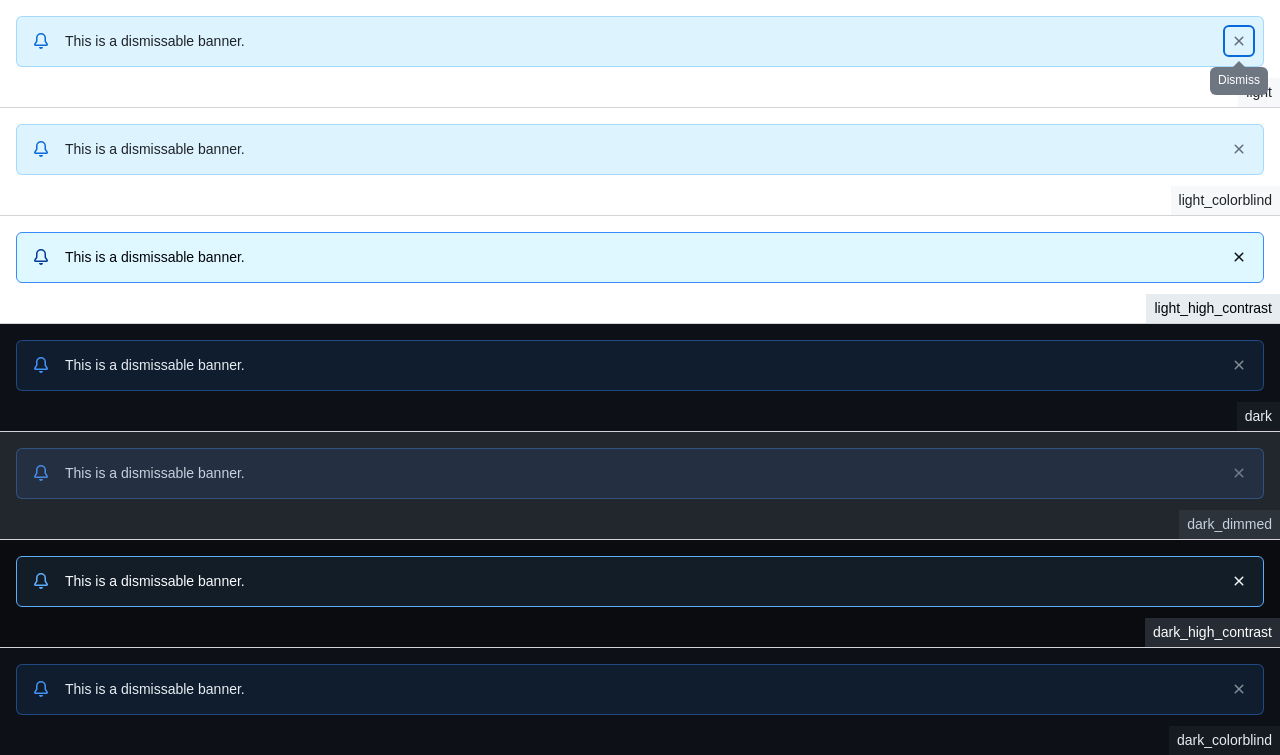 This is a dismissable banner.
Dismiss
light
This is a dismissable banner.
light_colorblind
This is a dismissable banner.
light_high_contrast
This is a dismissable banner.
dark
This is a dismissable banner.
dark_dimmed
This is a dismissable banner.
dark_high_contrast
This is a dismissable banner.
dark_colorblind